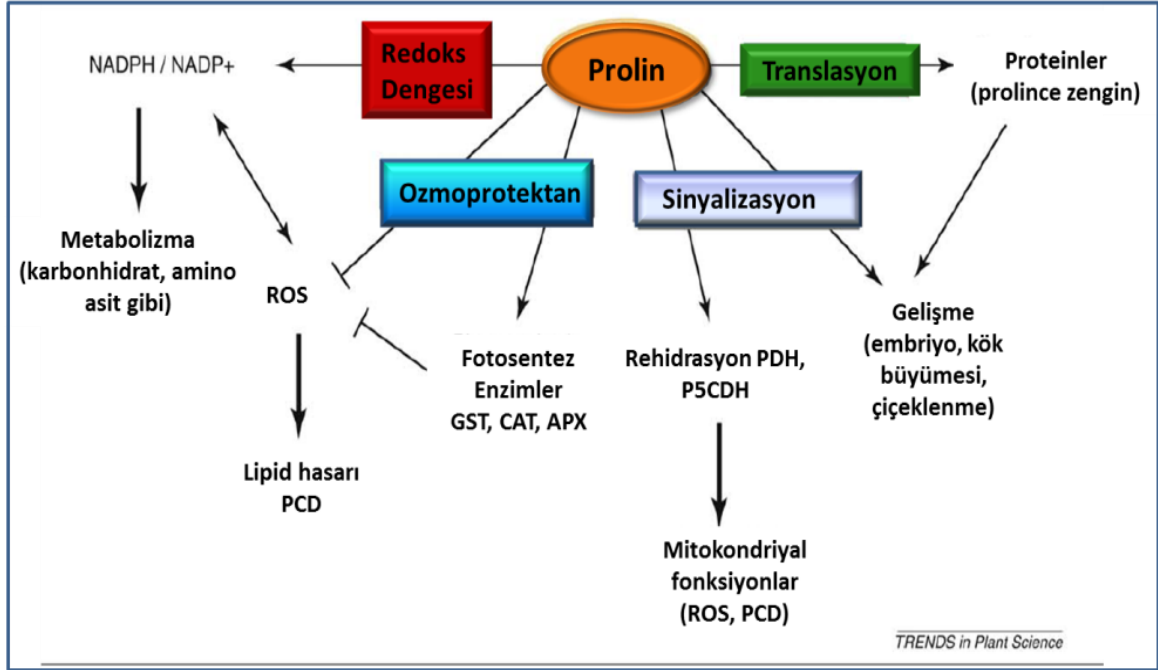 NADPH / NADP+
Redoks
Dengesi
Prolin
Translasyon
Proteinler
(prolince zengin)
Ozmoprotektan
Sinyalizasyon
Metabolizma
(karbonhidrat, amino
asit gibi)
ROS
Fotosentez
Enzimler
GST, CAT, APX
Rehidrasyon PDH,
P5CDH
Gelişme
(embriyo, kök
büyümesi,
çiçeklenme)
Lipid hasarı
PCD
Mitokondriyal
fonksiyonlar
(ROS, PCD)
TRENDS in Plant Science